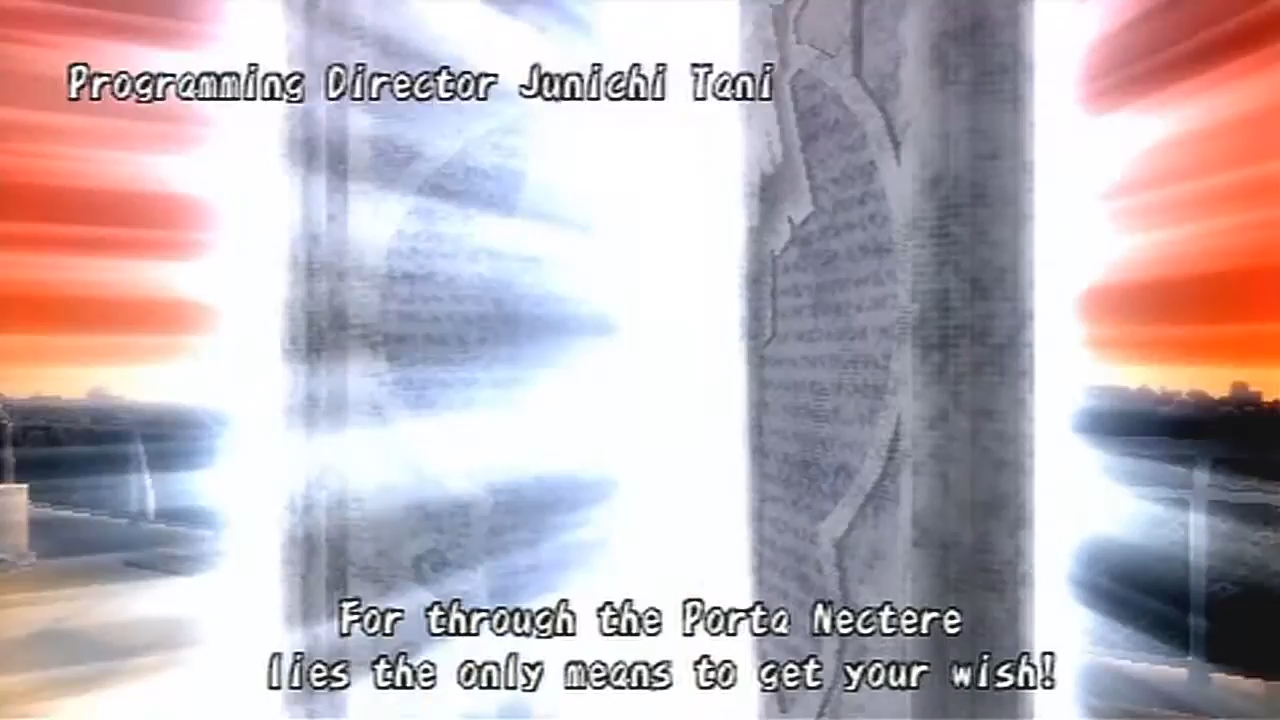 Programming Director Junichi Tani
For through the Porta Nectere
lies the only means to get your wish!